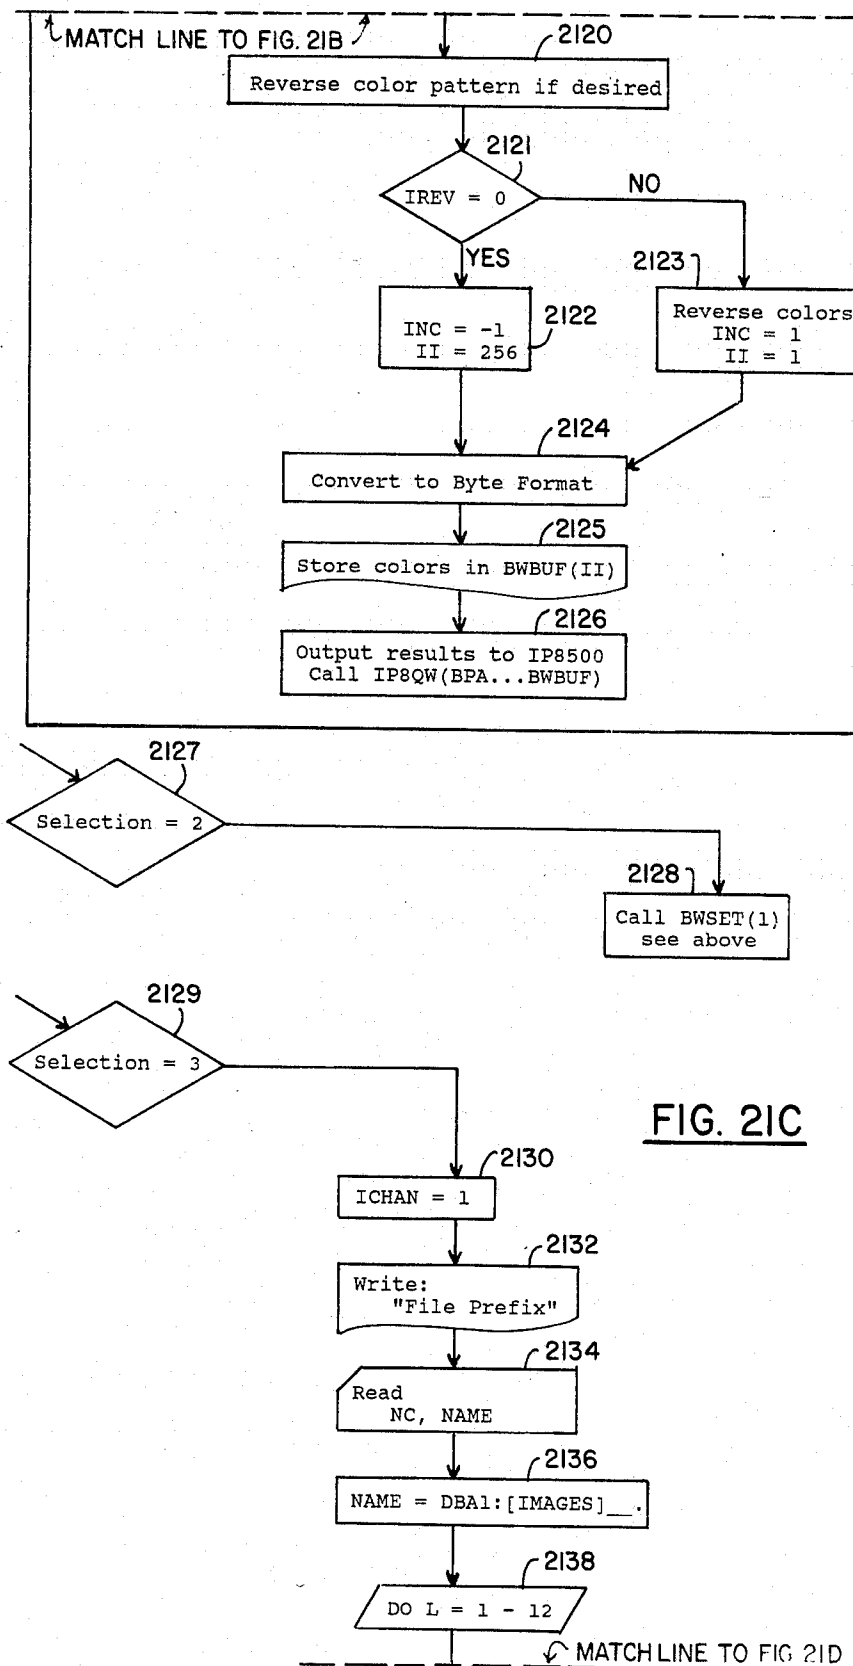 MATCH LINE TO FIG. 21B
2120
Reverse color pattern if desired
2121
IREV = 0
NO
YES
2123
2122
INC = -1
II = 256
Reverse colors
INC = 1
II = 1
2124
Convert to Byte Format
2125
Store colors in BWBUF(II)
2126
Output results to IP8500
Call IP8QW(BPA...BWBUF)
2127
Selection = 2
2128
Call BWSET(1)
see above
2129
Selection = 3
FIG. 21C
2130
ICHAN = 1
2132
Write:
"File Prefix"
2134
Read
NC, NAME
2136
NAME = DBA1:[IMAGES]__.
2138
DO L = 1 - 12
MATCH LINE TO FIG 21D